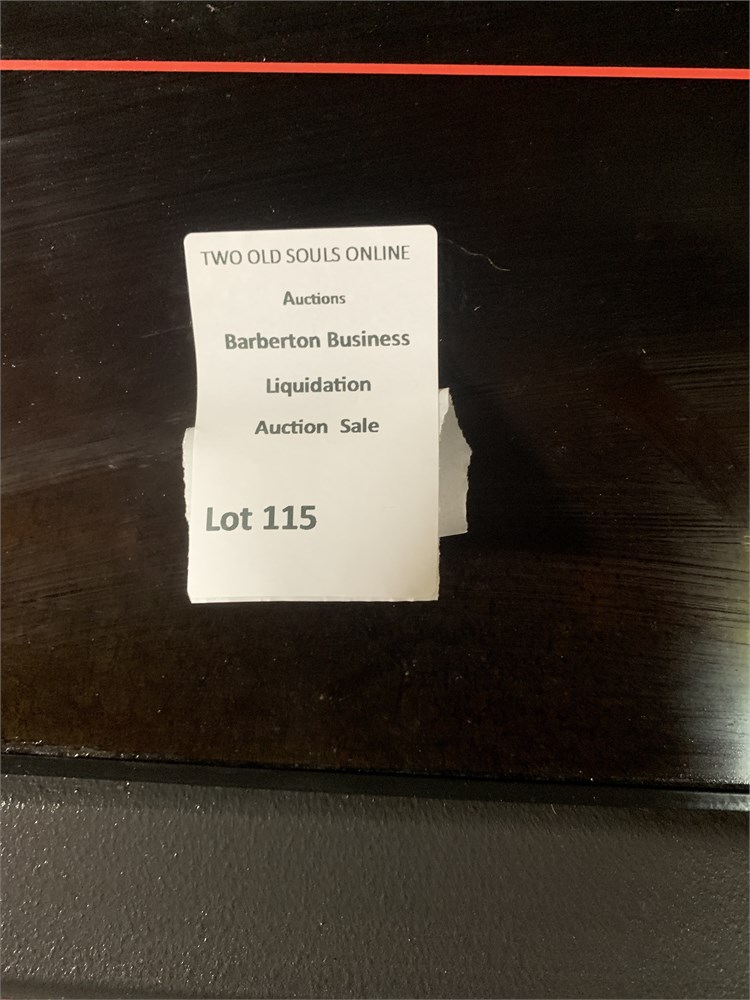 TWO OLD SOULS ONLINE
Auctions
Barberton Business
Liquidation
Auction Sale
Lot 115